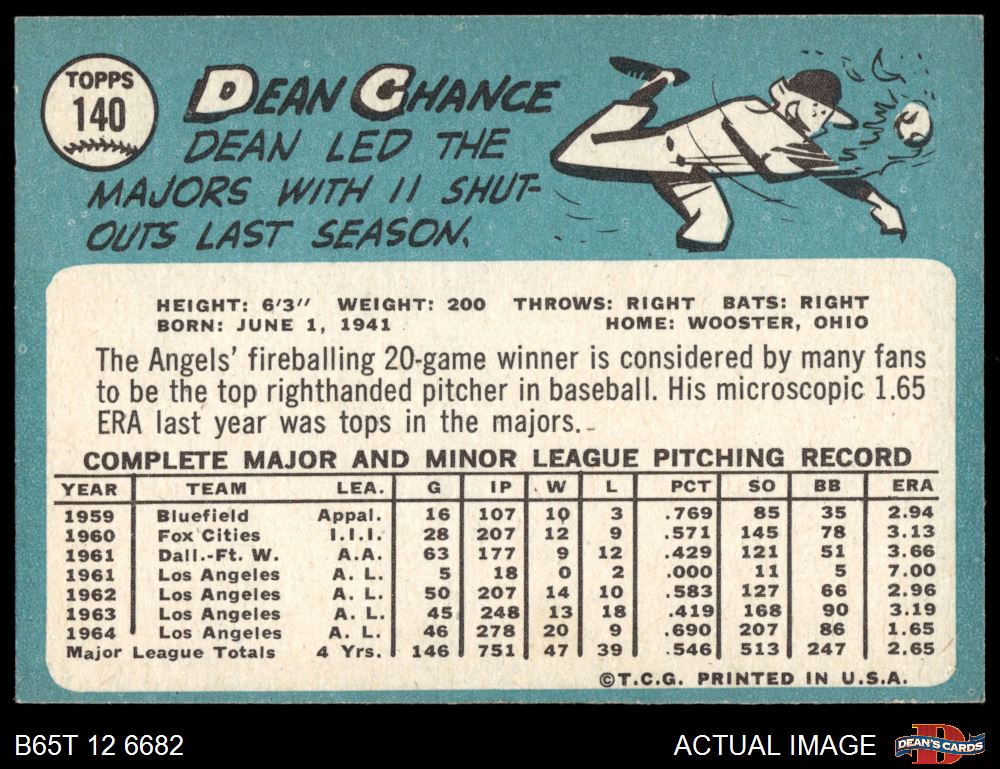 TOPPS
140
DEAN CHANCE
DEAN LED THE
MAJORS WITH 11 SHUT-
OUTS LAST SEASON.
HEIGHT: 6'3" WEIGHT: 200 THROWS: RIGHT BATS: RIGHT
BORN: JUNE 1, 1941 HOME: WOOSTER, OHIO
The Angels' fireballing 20-game winner is considered by many fans
to be the top righthanded pitcher in baseball. His microscopic 1.65
ERA last year was tops in the majors.
COMPLETE MAJOR AND MINOR LEAGUE PITCHING RECORD
YEAR TEAM LEA. G IP W L PCT SO BB ERA
1959 Bluefield Appal. 16 107 10 3 .769 85 35 2.94
1960 Fox Cities I.I.I. 28 207 12 9 .571 145 78 3.13
1961 Dall.-Ft. W. A.A. 63 177 9 12 .429 121 51 3.66
1961 Los Angeles A. L. 5 18 0 2 .000 11 5 7.00
1962 Los Angeles A. L. 50 207 14 10 .583 127 66 2.96
1963 Los Angeles A. L. 45 248 13 18 .419 168 90 3.19
1964 Los Angeles A. L. 46 278 20 9 .690 207 86 1.65
Major League Totals 4 Yrs. 146 751 47 39 .546 513 247 2.65
©T.C.G. PRINTED IN U.S.A.
B65T 12 6682 ACTUAL IMAGE DEAN'S CARDS